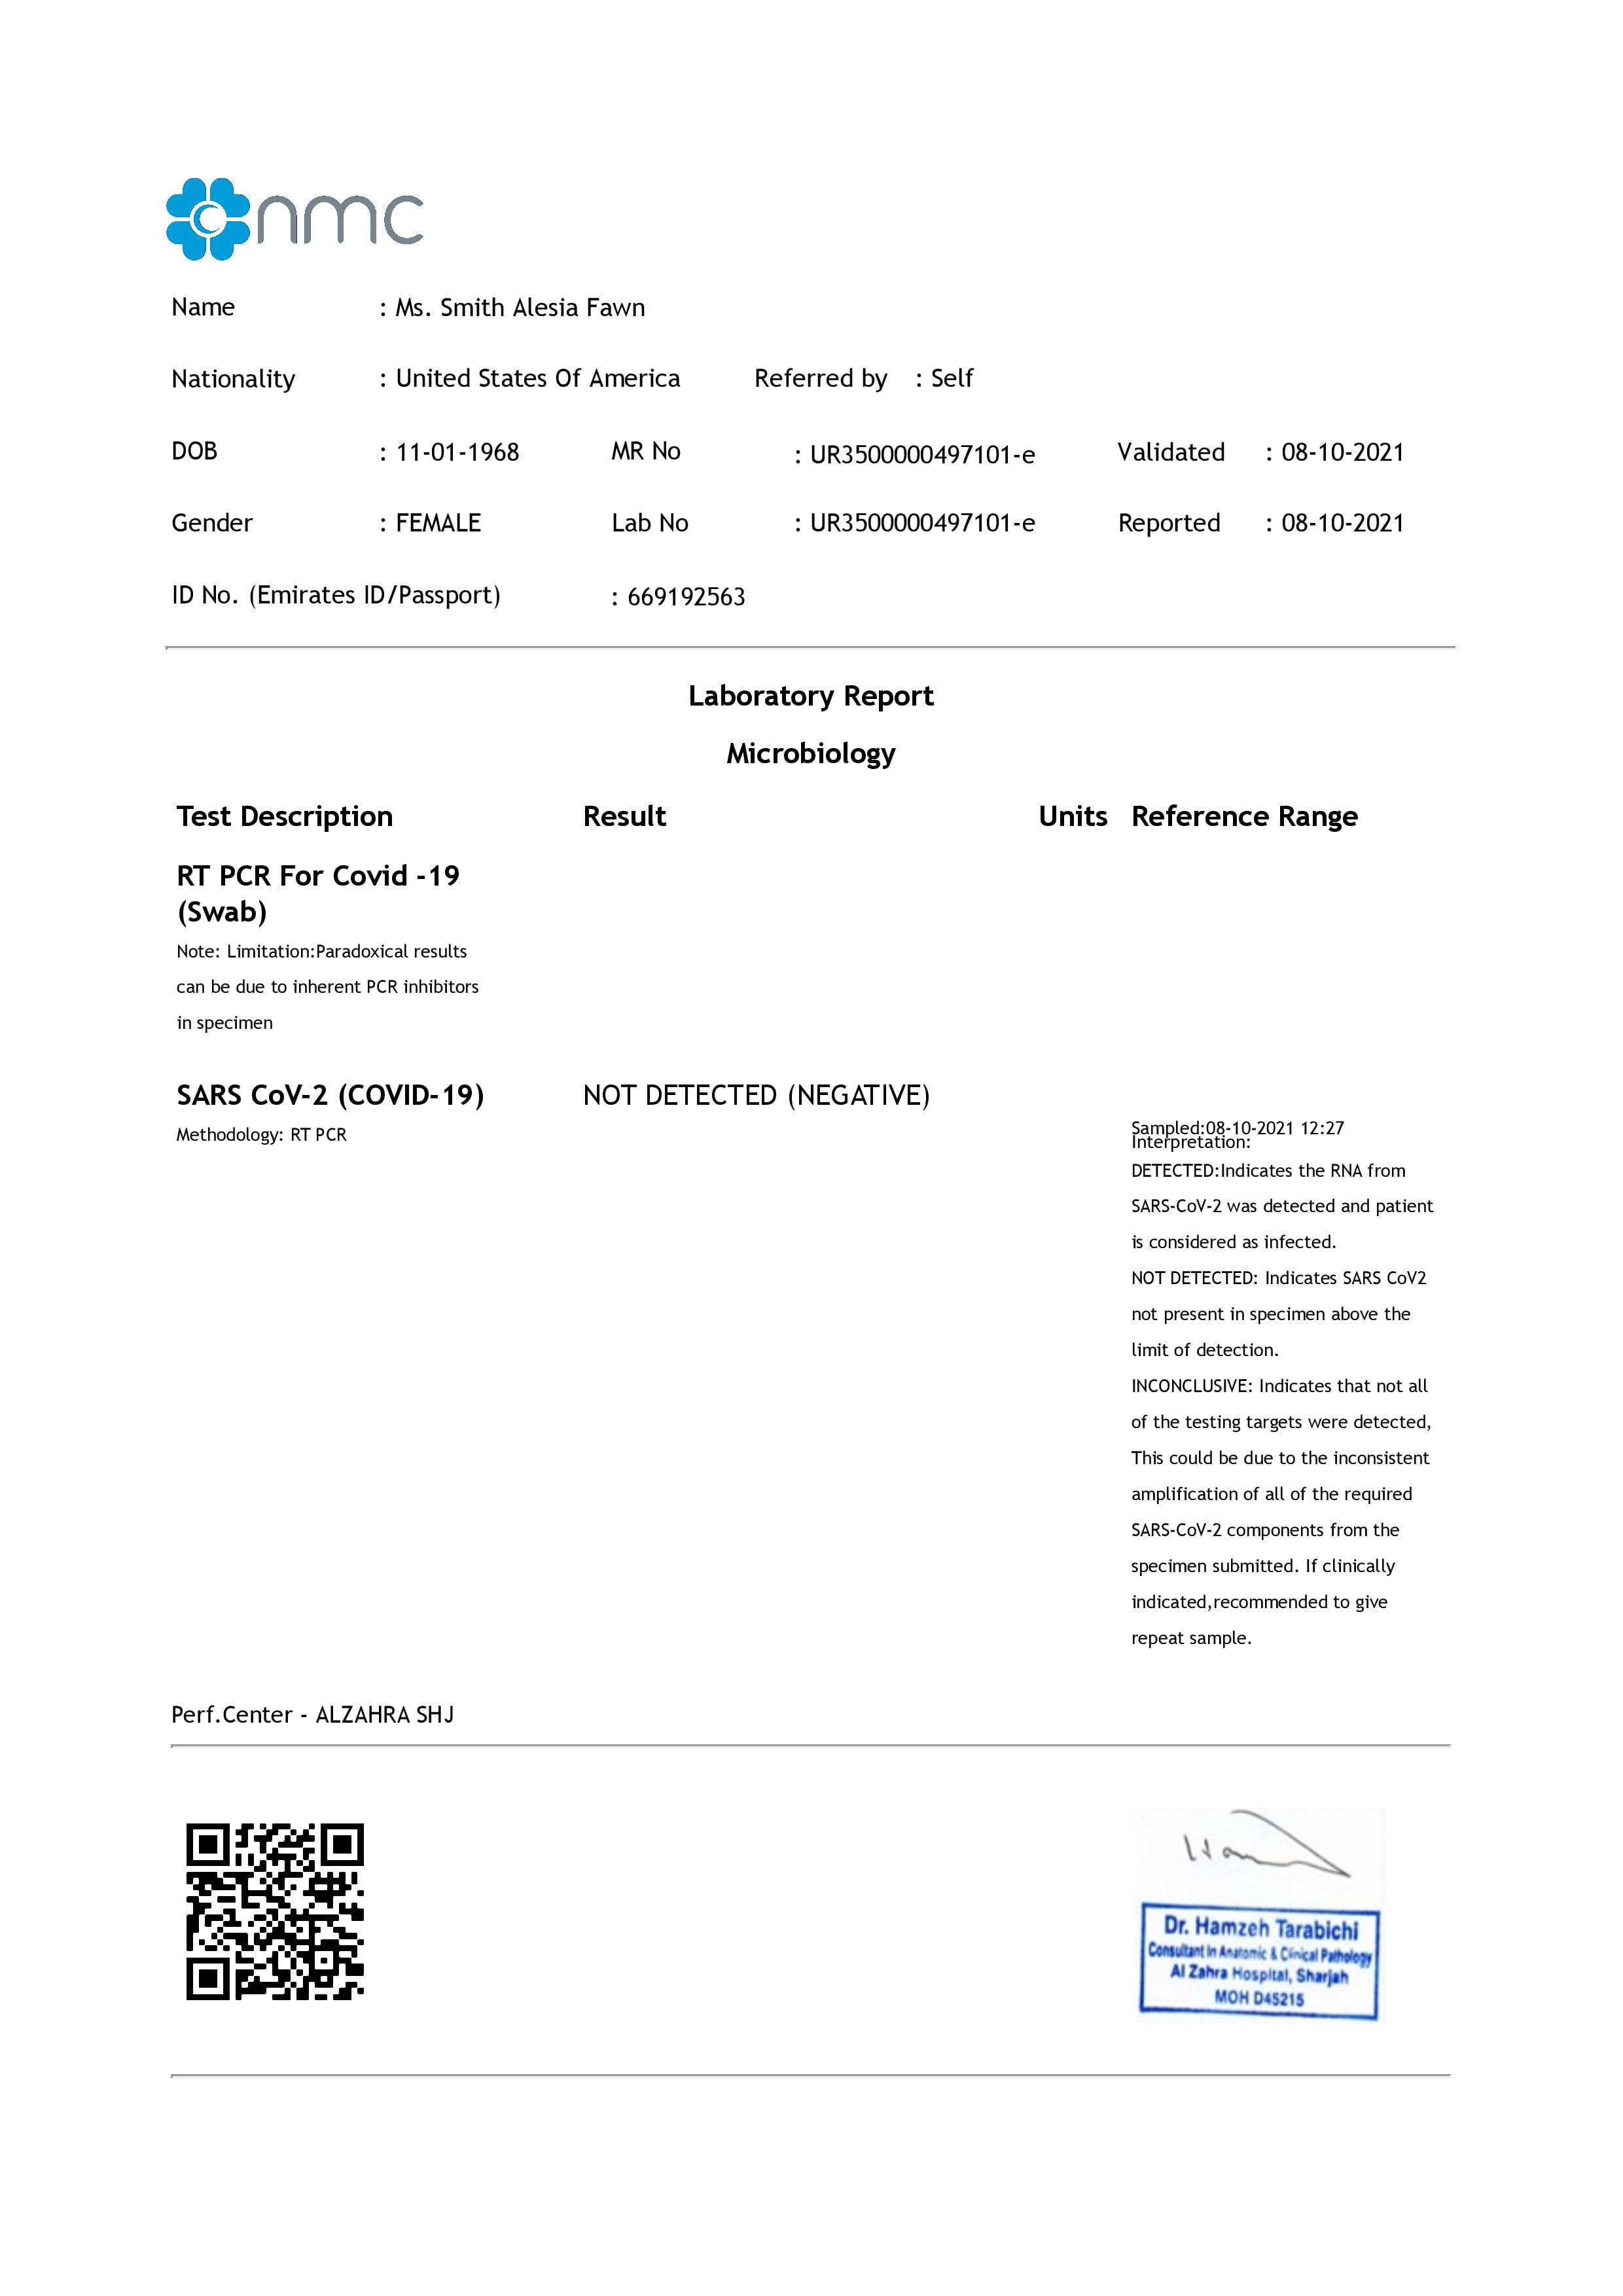 nmc
Name : Ms. Smith Alesia Fawn
Nationality : United States Of America Referred by : Self
DOB : 11-01-1968 MR No : UR3500000497101-e Validated : 08-10-2021
Gender : FEMALE Lab No : UR3500000497101-e Reported : 08-10-2021
ID No. (Emirates ID/Passport) : 669192563
Laboratory Report
Microbiology
Test Description Result Units Reference Range
RT PCR For Covid -19
(Swab)
Note: Limitation:Paradoxical results
can be due to inherent PCR inhibitors
in specimen
SARS CoV-2 (COVID-19) NOT DETECTED (NEGATIVE)
Methodology: RT PCR
Sampled:08-10-2021 12:27
Interpretation:
DETECTED:Indicates the RNA from
SARS-CoV-2 was detected and patient
is considered as infected.
NOT DETECTED: Indicates SARS CoV2
not present in specimen above the
limit of detection.
INCONCLUSIVE: Indicates that not all
of the testing targets were detected,
This could be due to the inconsistent
amplification of all of the required
SARS-CoV-2 components from the
specimen submitted. If clinically
indicated,recommended to give
repeat sample.
Perf.Center - ALZAHRA SHJ
Dr. Hamzeh Tarabichi
Consultant In Anatomic & Clinical Pathology
Al Zahra Hospital, Sharjah
MOH D45215